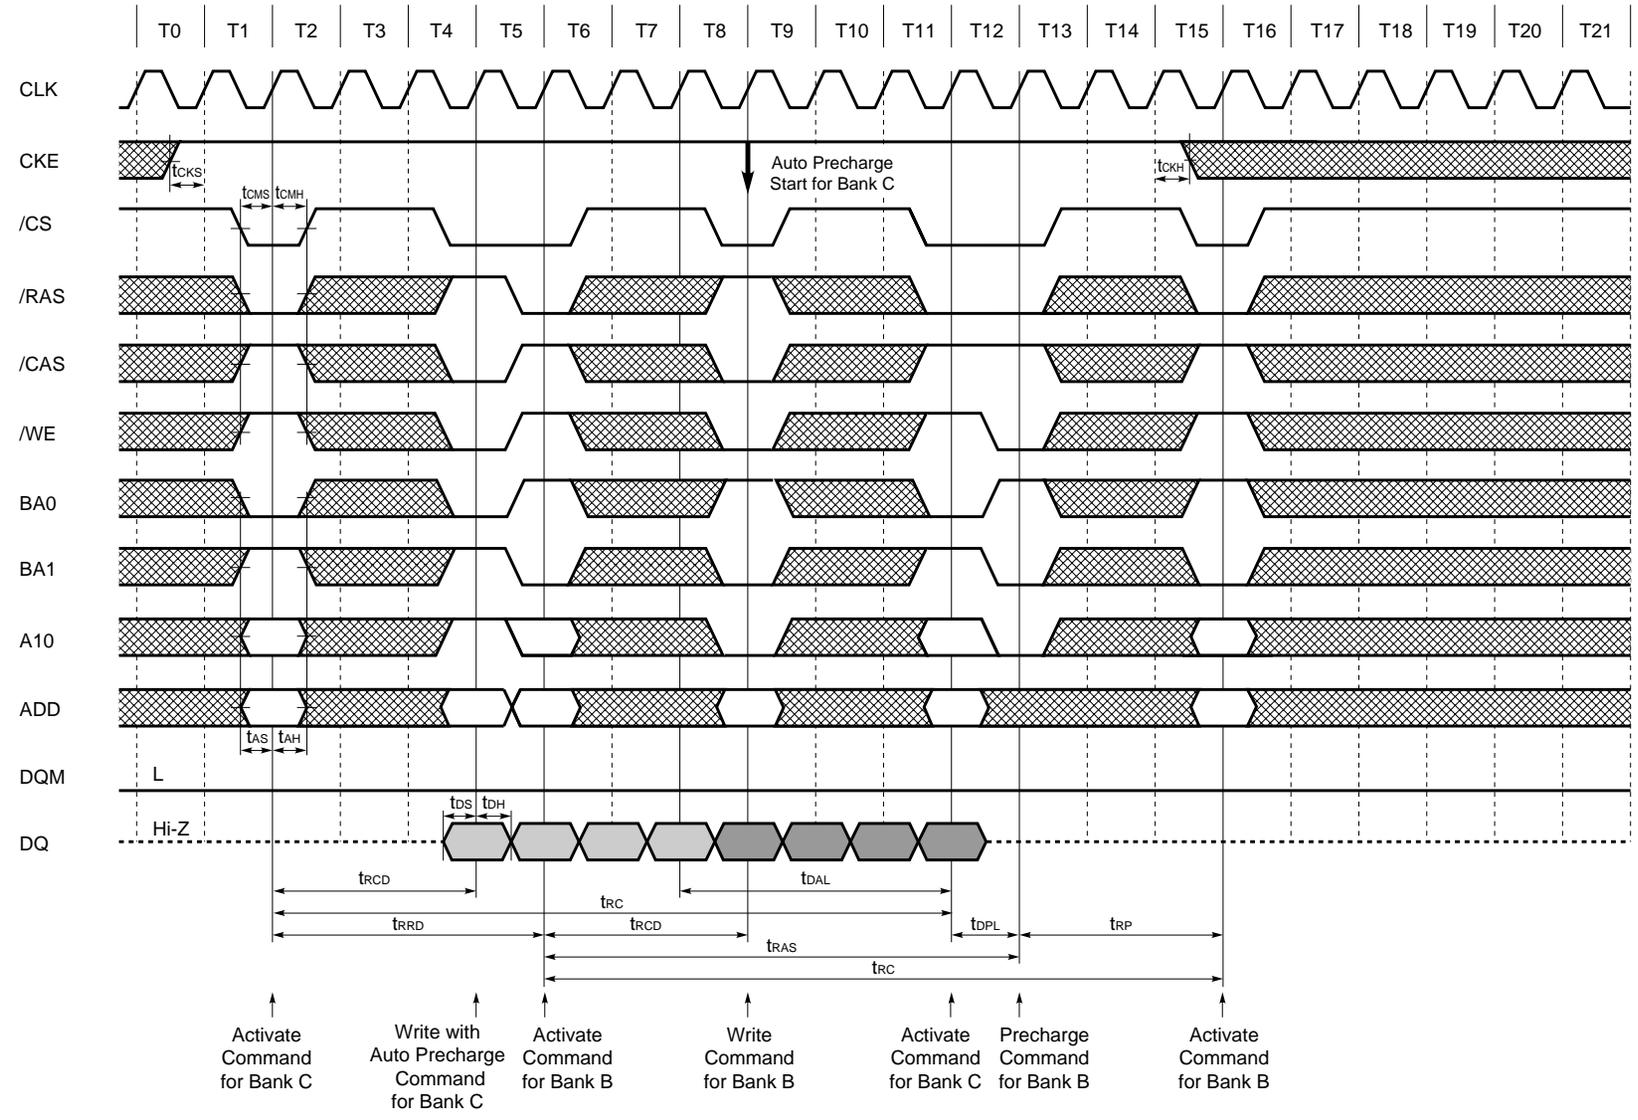 T0 T1 T2 T3 T4 T5 T6 T7 T8 T9 T10 T11 T12 T13 T14 T15 T16 T17 T18 T19 T20 T21
CLK
CKE
tCKS
Auto Precharge
Start for Bank C
tCKH
tCMS tCMH
/CS
/RAS
/CAS
/WE
BA0
BA1
A10
ADD
tAS tAH
DQM L
tDS tDH
DQ Hi-Z
tRCD tDAL
tRC
tRRD tRCD tDPL tRP
tRAS
tRC
Activate
Command
for Bank C
Write with
Auto Precharge
Command
for Bank C
Activate
Command
for Bank B
Write
Command
for Bank B
Activate
Command
for Bank C
Precharge
Command
for Bank B
Activate
Command
for Bank B